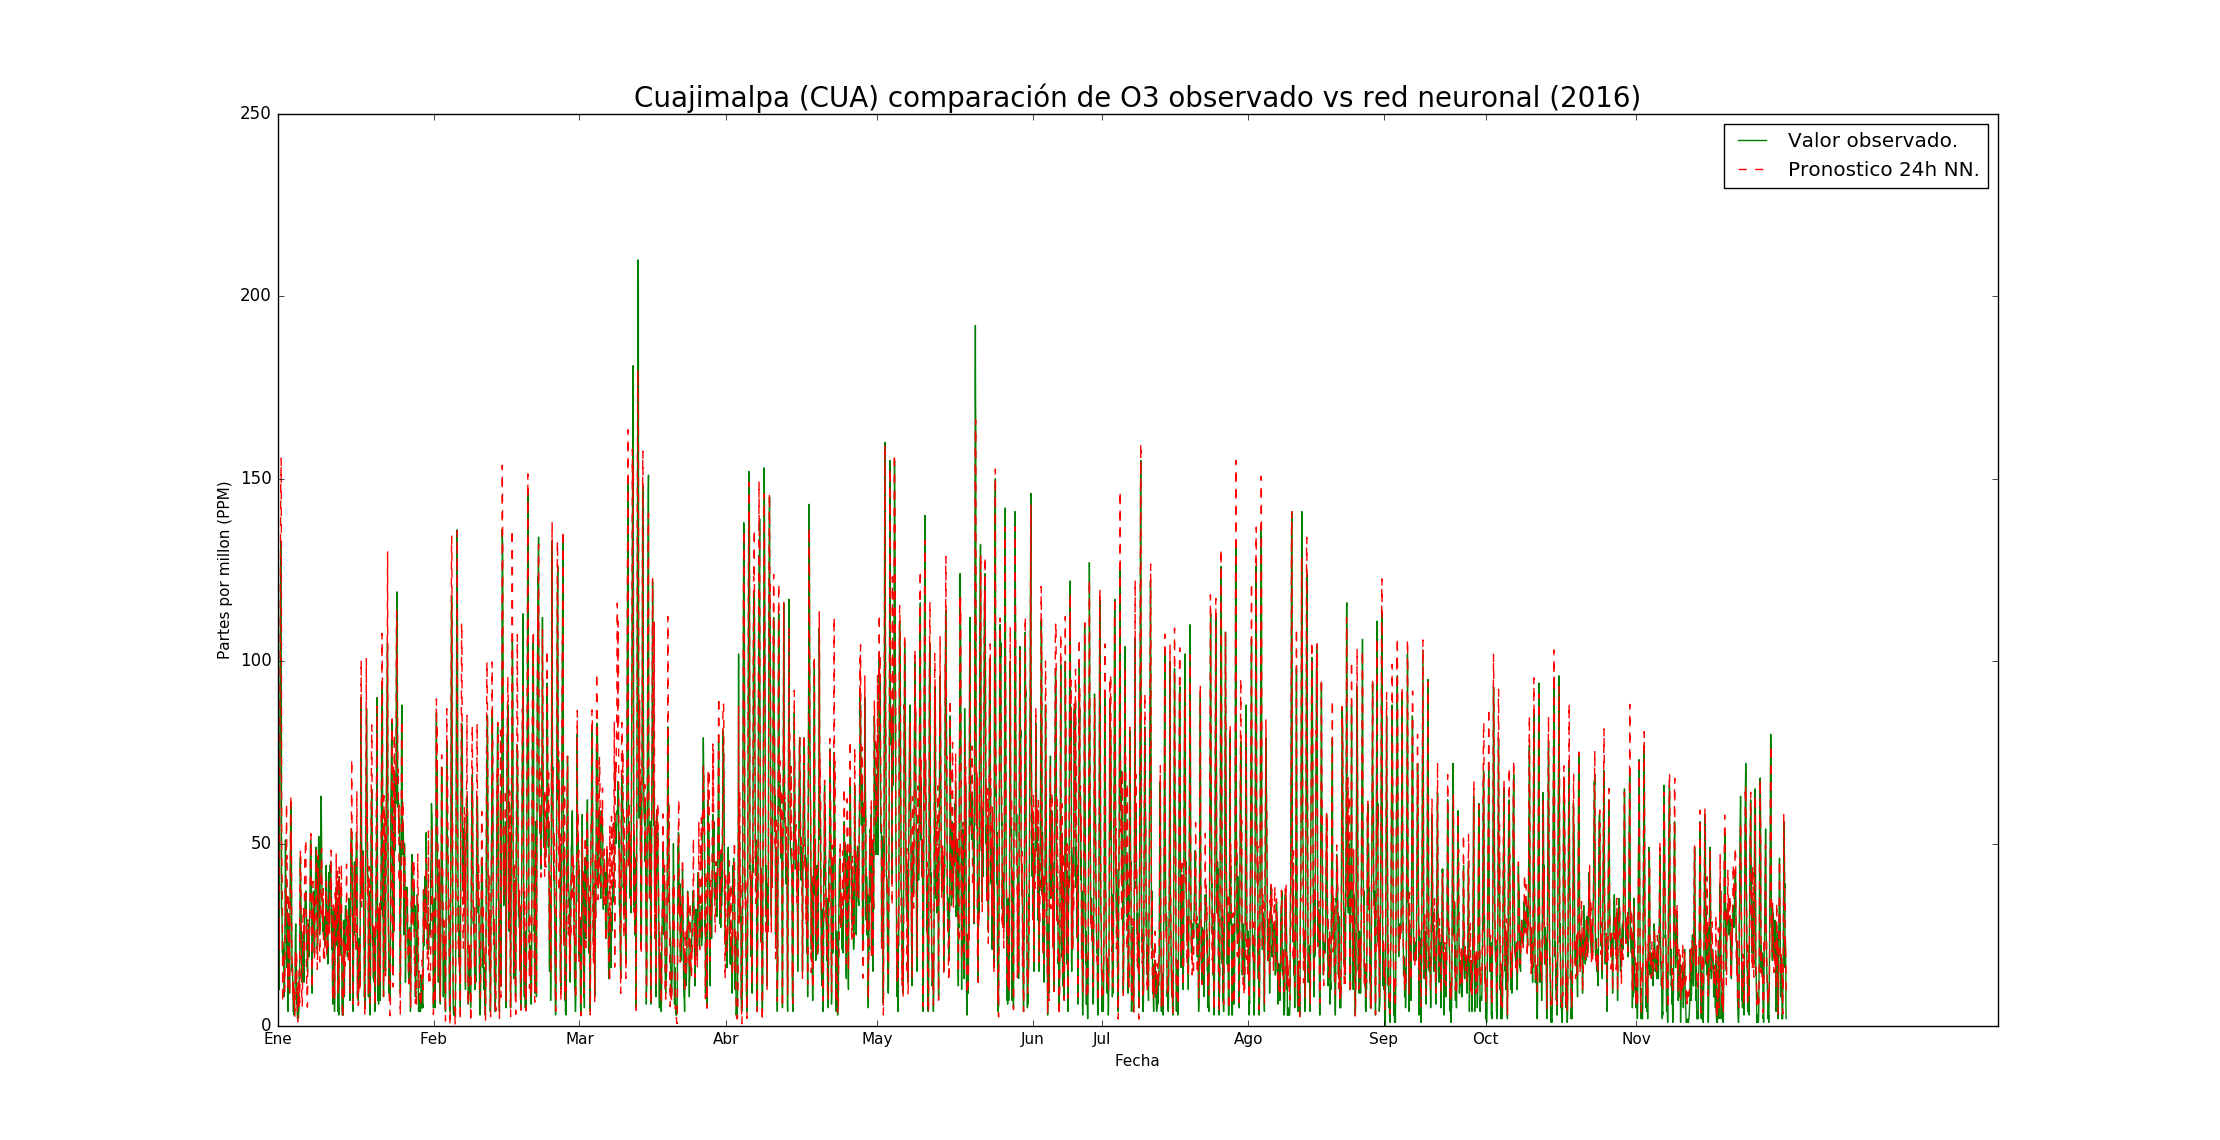 Cuajimalpa (CUA) comparación de O3 observado vs red neuronal (2016)
250
200
150
100
50
0
Partes por millon (PPM)
Valor observado.
Pronostico 24h NN.
Ene Feb Mar Abr May Jun Jul Ago Sep Oct Nov
Fecha